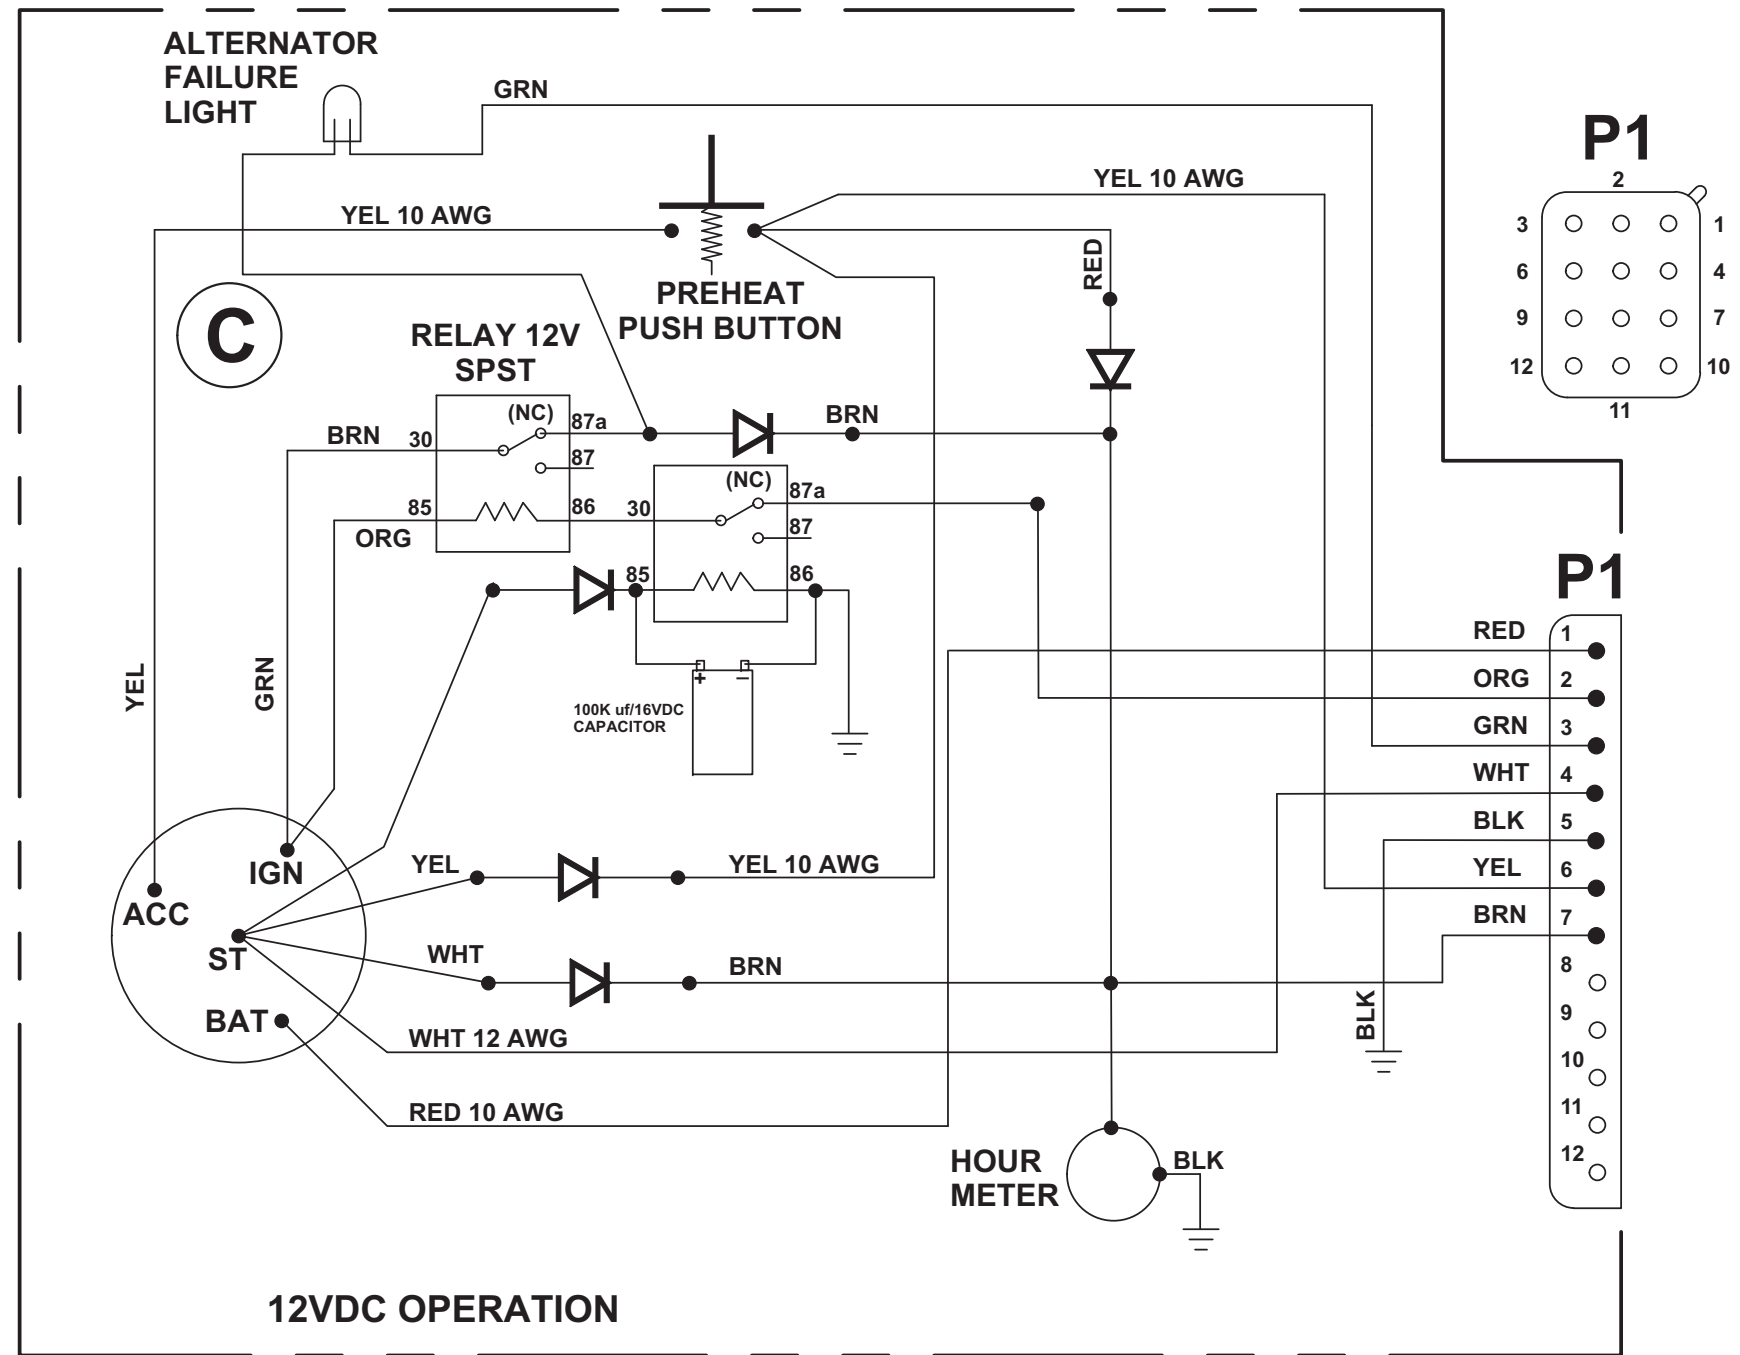 ALTERNATOR
FAILURE
LIGHT
GRN
P1
2
3 1
6 4
9 7
12 10
11
YEL 10 AWG
YEL 10 AWG
RED
PREHEAT
PUSH BUTTON
C
RELAY 12V
SPST
(NC)
87a
BRN 30
87
BRN
85
86
ORG
(NC)
87a
30
87
85
86
+ −
100K uf/16VDC
CAPACITOR
YEL
GRN
IGN
ACC
ST
BAT
YEL
YEL 10 AWG
WHT
BRN
WHT 12 AWG
RED 10 AWG
HOUR
METER
BLK
BLK
P1
RED 1
ORG 2
GRN 3
WHT 4
BLK 5
YEL 6
BRN 7
8
9
10
11
12
12VDC OPERATION